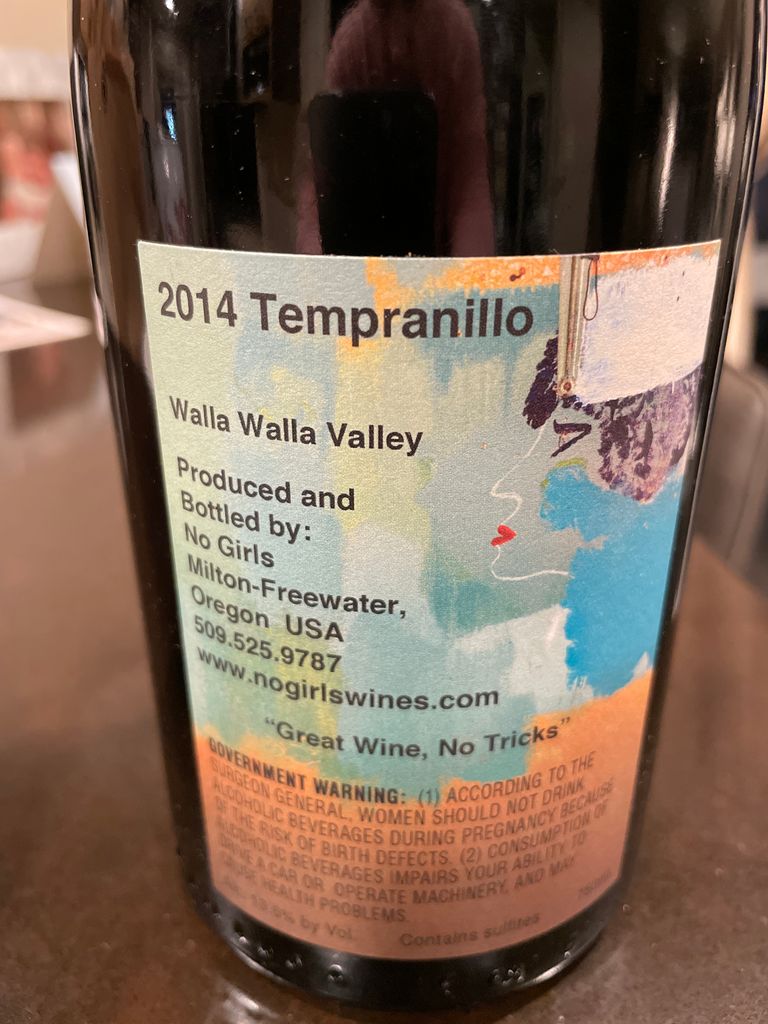 2014 Tempranillo
Walla Walla Valley
Produced and
Bottled by:
No Girls
Milton-Freewater,
Oregon USA
509.525.9787
www.nogirlswines.com
“Great Wine, No Tricks”
GOVERNMENT WARNING: (1) ACCORDING TO THE
SURGEON GENERAL, WOMEN SHOULD NOT DRINK
ALCOHOLIC BEVERAGES DURING PREGNANCY BECAUSE
OF THE RISK OF BIRTH DEFECTS. (2) CONSUMPTION OF
ALCOHOLIC BEVERAGES IMPAIRS YOUR ABILITY TO
DRIVE A CAR OR OPERATE MACHINERY, AND MAY
CAUSE HEALTH PROBLEMS.
by Vol. Contains sulfites